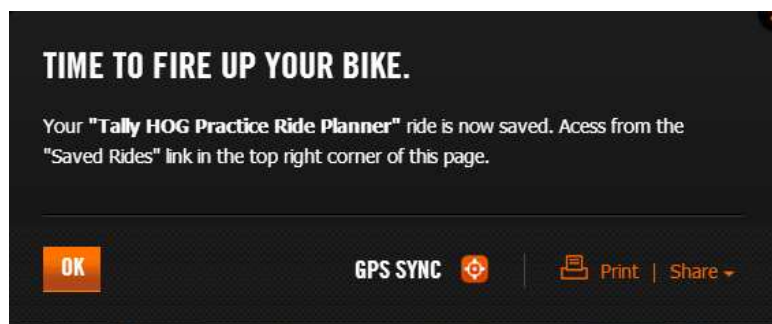 TIME TO FIRE UP YOUR BIKE.
Your "Tally HOG Practice Ride Planner" ride is now saved. Acess from the
"Saved Rides" link in the top right corner of this page.
OK GPS SYNC Print | Share